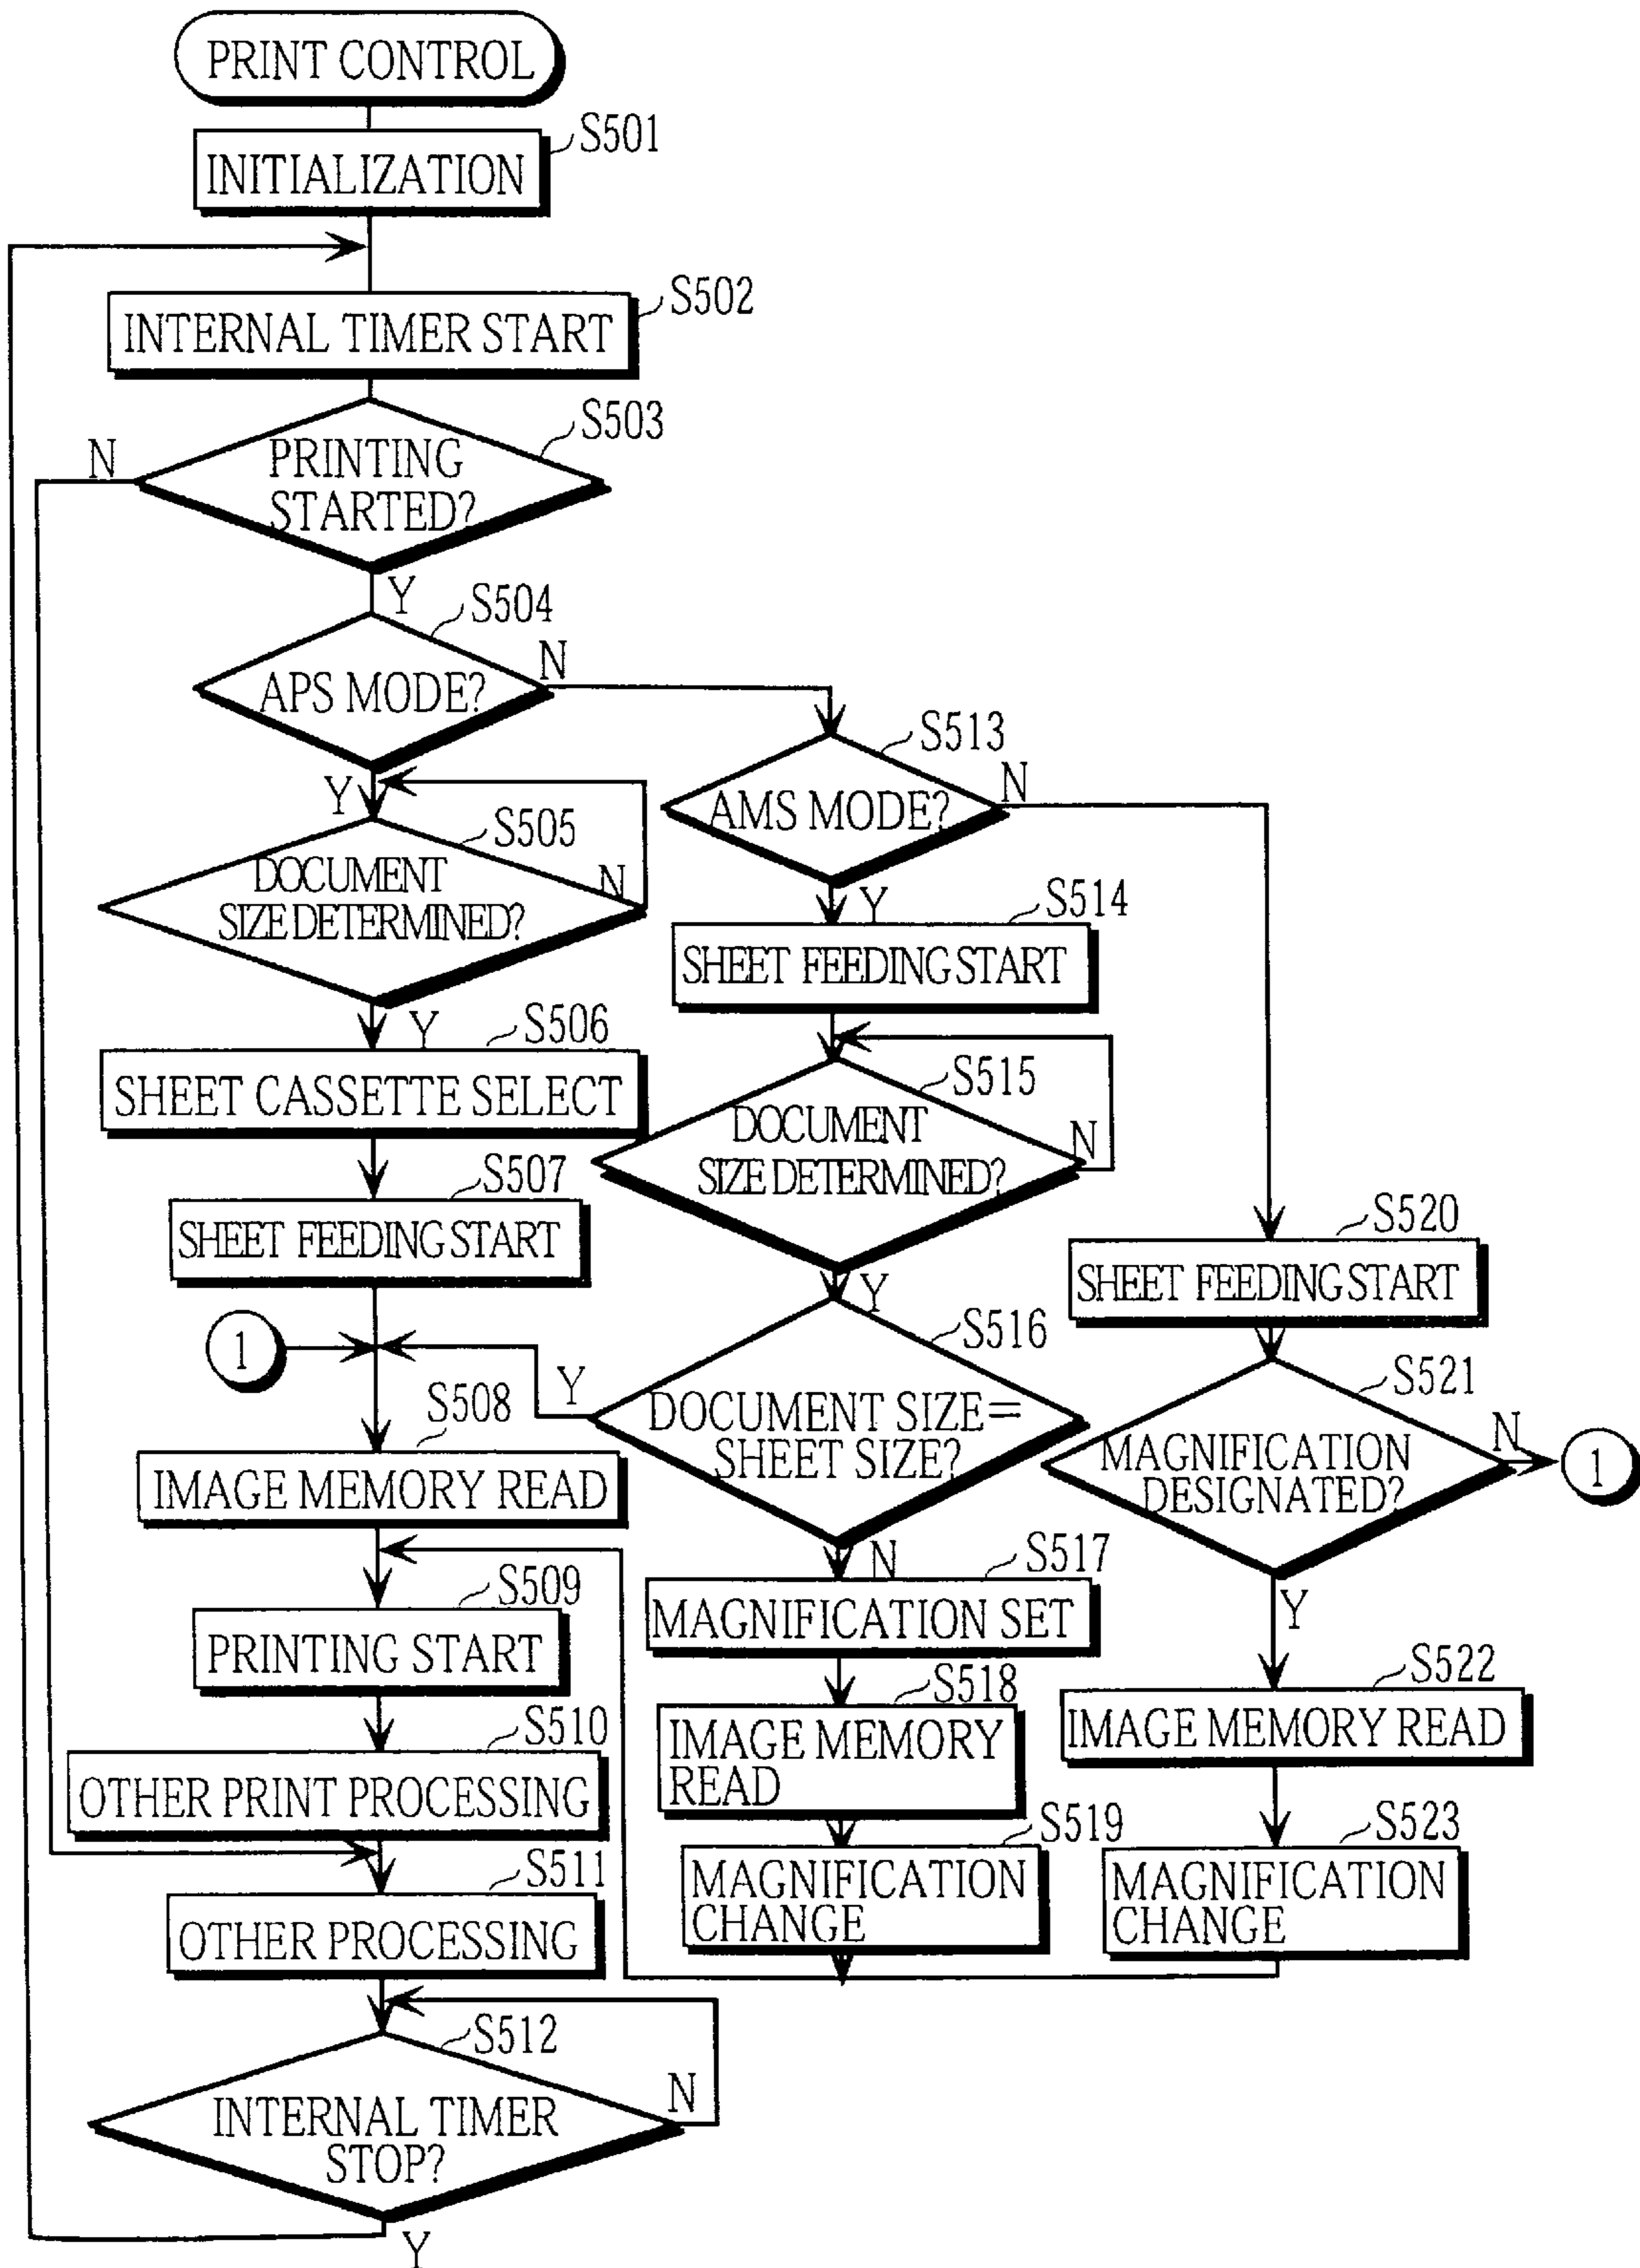 PRINT CONTROL
S501
INITIALIZATION
S502
INTERNAL TIMER START
S503
N
PRINTING
STARTED?
Y
S504
N
APS MODE?
Y
S505
DOCUMENT
SIZE DETERMINED?
N
Y
S506
SHEET CASSETTE SELECT
S507
SHEET FEEDING START
1
S508
IMAGE MEMORY READ
S509
PRINTING START
S510
OTHER PRINT PROCESSING
S511
OTHER PROCESSING
S512
INTERNAL TIMER
STOP?
N
Y
S513
AMS MODE?
N
Y
S514
SHEET FEEDING START
S515
DOCUMENT
SIZE DETERMINED?
N
Y
S516
Y
DOCUMENT SIZE=
SHEET SIZE?
N
S517
MAGNIFICATION SET
S518
IMAGE MEMORY
READ
S519
MAGNIFICATION
CHANGE
S520
SHEET FEEDING START
S521
MAGNIFICATION
DESIGNATED?
N
1
Y
S522
IMAGE MEMORY READ
S523
MAGNIFICATION
CHANGE